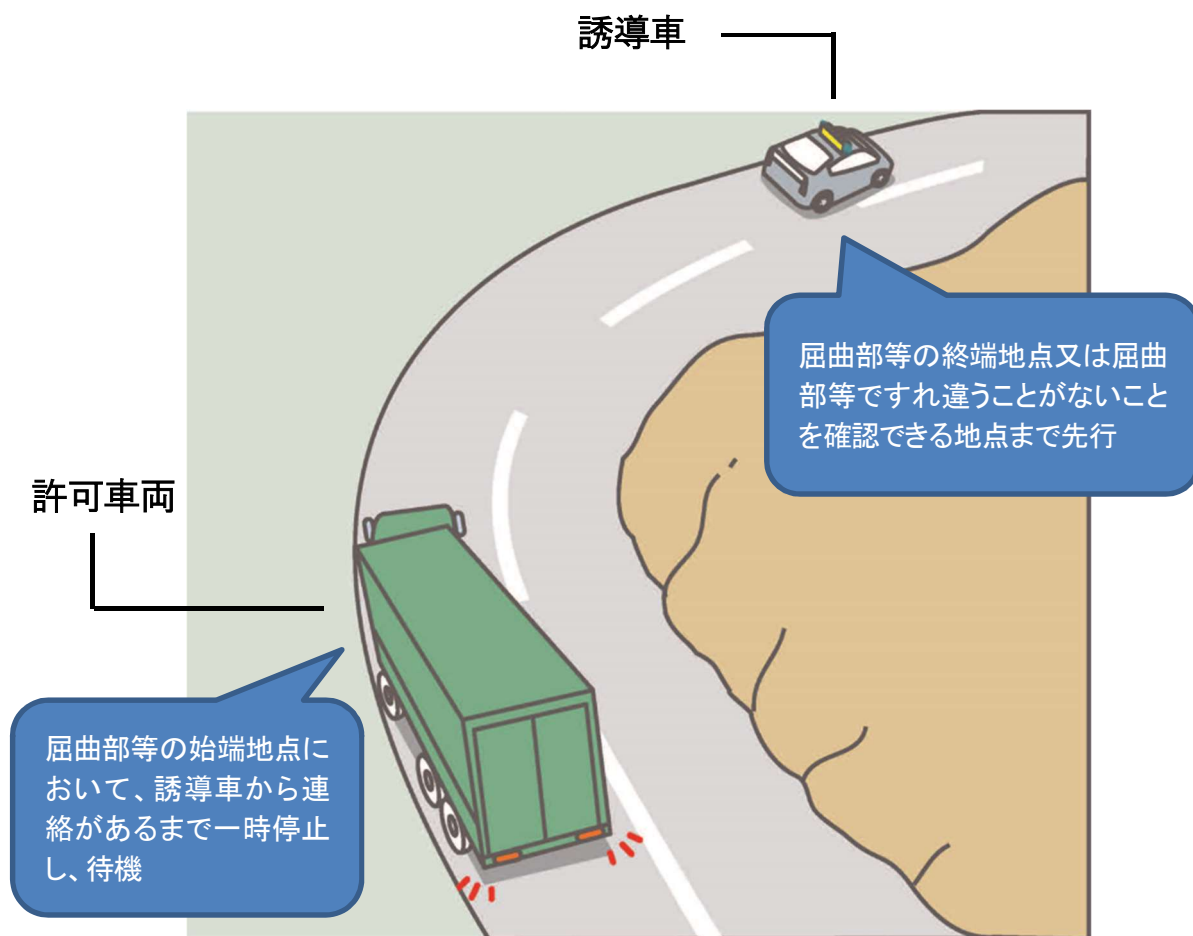 誘導車
屈曲部等の終端地点又は屈曲
部等ですれ違うことがないこと
を確認できる地点まで先行
許可車両
屈曲部等の始端地点に
おいて、誘導車から連
絡があるまで一時停止
し、待機